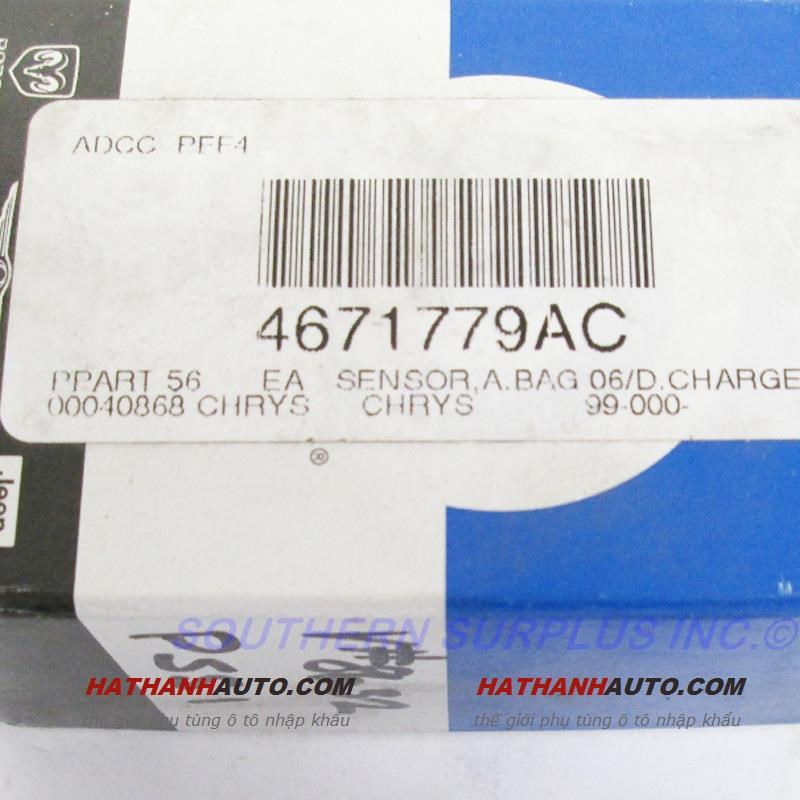 ADCC PFF4
4671779AC
PPART 56 EA SENSOR,A.BAG 06/D.CHARGE
00040868 CHRYS CHRYS 99-000-
Jeep
SOUTHERN SURPLUS INC.©
HATHANHAUTO.COM HATHANHAUTO.COM
thế giới phụ tùng ô tô nhập khẩu thế giới phụ tùng ô tô nhập khẩu